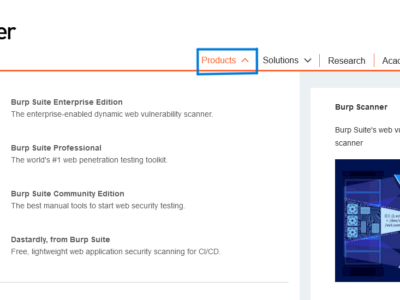 er
Products Solutions Research Acad
Burp Suite Enterprise Edition
The enterprise-enabled dynamic web vulnerability scanner.
Burp Suite Professional
The world's #1 web penetration testing toolkit.
Burp Suite Community Edition
The best manual tools to start web security testing.
Dastardly, from Burp Suite
Free, lightweight web application security scanning for CI/CD.
Burp Scanner
Burp Suite's web vu
scanner